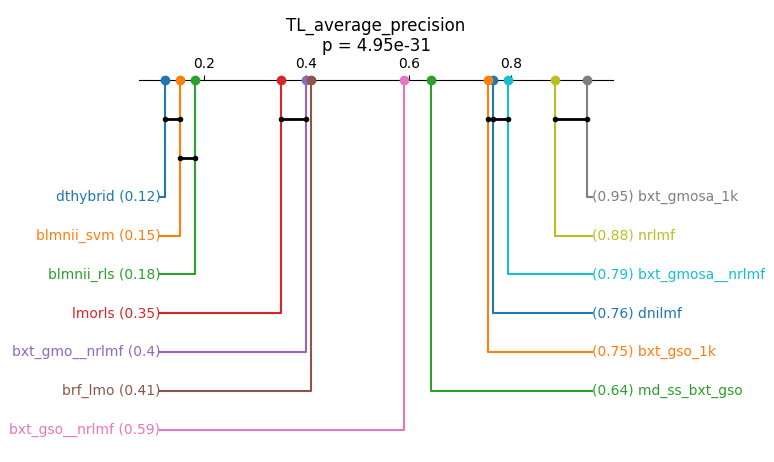 TL_average_precision
p = 4.95e-31
0.2 0.4 0.6 0.8
dthybrid (0.12)
blmnii_svm (0.15)
blmnii_rls (0.18)
lmorls (0.35)
bxt_gmo__nrlmf (0.4)
brf_lmo (0.41)
bxt_gso__nrlmf (0.59)
(0.95) bxt_gmosa_1k
(0.88) nrlmf
(0.79) bxt_gmosa__nrlmf
(0.76) dnilmf
(0.75) bxt_gso_1k
(0.64) md_ss_bxt_gso